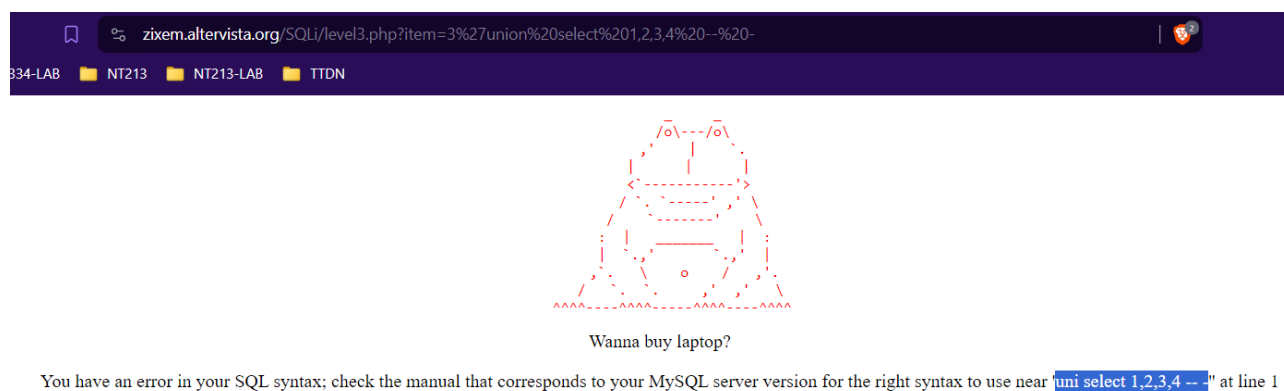 zixem.altervista.org/SQLi/level3.php?item=3%27union%20select%201,2,3,4%20--%20-
2
334-LAB NT213 NT213-LAB TTDN
Wanna buy laptop?
You have an error in your SQL syntax; check the manual that corresponds to your MySQL server version for the right syntax to use near 'uni select 1,2,3,4 -- -'' at line 1